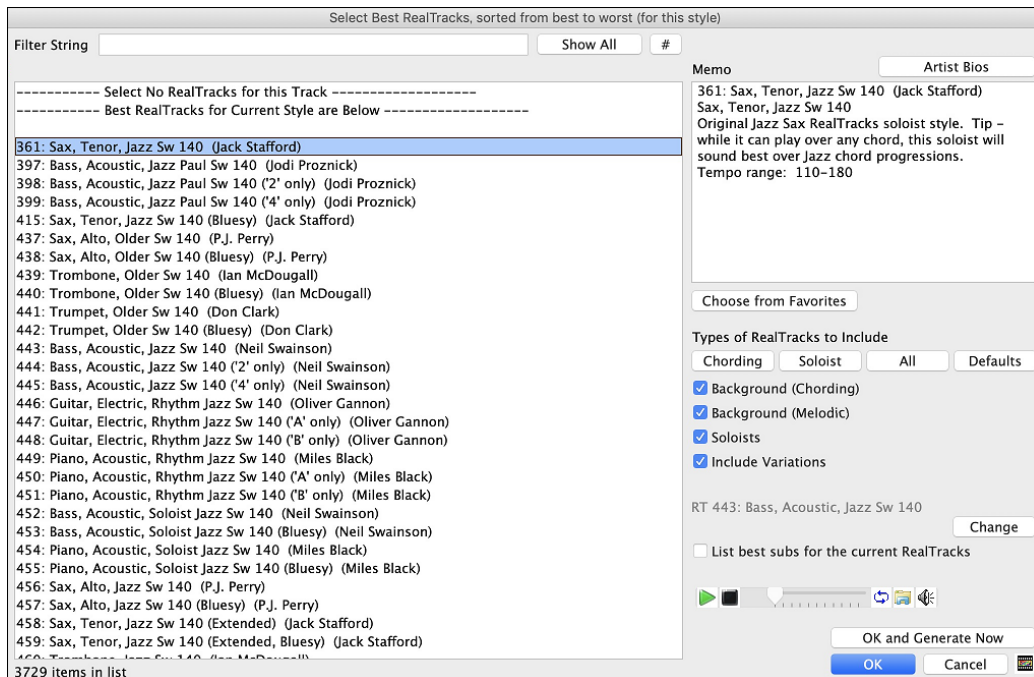 Select Best RealTracks, sorted from best to worst (for this style)
Filter String
Show All
#
----------- Select No RealTracks for this Track -------------------
----------- Best RealTracks for Current Style are Below -------------------
361: Sax, Tenor, Jazz Sw 140 (Jack Stafford)
397: Bass, Acoustic, Jazz Paul Sw 140 (Jodi Proznick)
398: Bass, Acoustic, Jazz Paul Sw 140 ('2' only) (Jodi Proznick)
399: Bass, Acoustic, Jazz Paul Sw 140 ('4' only) (Jodi Proznick)
415: Sax, Tenor, Jazz Sw 140 (Bluesy) (Jack Stafford)
437: Sax, Alto, Older Sw 140 (P.J. Perry)
438: Sax, Alto, Older Sw 140 (Bluesy) (P.J. Perry)
439: Trombone, Older Sw 140 (Ian McDougall)
440: Trombone, Older Sw 140 (Bluesy) (Ian McDougall)
441: Trumpet, Older Sw 140 (Don Clark)
442: Trumpet, Older Sw 140 (Bluesy) (Don Clark)
443: Bass, Acoustic, Jazz Sw 140 (Neil Swainson)
444: Bass, Acoustic, Jazz Sw 140 ('2' only) (Neil Swainson)
445: Bass, Acoustic, Jazz Sw 140 ('4' only) (Neil Swainson)
446: Guitar, Electric, Rhythm Jazz Sw 140 (Oliver Gannon)
447: Guitar, Electric, Rhythm Jazz Sw 140 ('A' only) (Oliver Gannon)
448: Guitar, Electric, Rhythm Jazz Sw 140 ('B' only) (Oliver Gannon)
449: Piano, Acoustic, Rhythm Jazz Sw 140 (Miles Black)
450: Piano, Acoustic, Rhythm Jazz Sw 140 ('A' only) (Miles Black)
451: Piano, Acoustic, Rhythm Jazz Sw 140 ('B' only) (Miles Black)
452: Bass, Acoustic, Soloist Jazz Sw 140 (Neil Swainson)
453: Bass, Acoustic, Soloist Jazz Sw 140 (Bluesy) (Neil Swainson)
454: Piano, Acoustic, Soloist Jazz Sw 140 (Miles Black)
455: Piano, Acoustic, Soloist Jazz Sw 140 (Bluesy) (Miles Black)
456: Sax, Alto, Jazz Sw 140 (P.J. Perry)
457: Sax, Alto, Jazz Sw 140 (Bluesy) (P.J. Perry)
458: Sax, Tenor, Jazz Sw 140 (Extended) (Jack Stafford)
459: Sax, Tenor, Jazz Sw 140 (Extended, Bluesy) (Jack Stafford)
460: Trombone, Jazz Sw 140 (Ian McDougall)
3729 items in list
Memo
Artist Bios
361: Sax, Tenor, Jazz Sw 140 (Jack Stafford)
Sax, Tenor, Jazz Sw 140
Original Jazz Sax RealTracks soloist style. Tip -
while it can play over any chord, this soloist will
sound best over Jazz chord progressions.
Tempo range: 110-180
Choose from Favorites
Types of RealTracks to Include
Chording
Soloist
All
Defaults
Background (Chording)
Background (Melodic)
Soloists
Include Variations
RT 443: Bass, Acoustic, Jazz Sw 140
Change
List best subs for the current RealTracks
OK and Generate Now
OK
Cancel